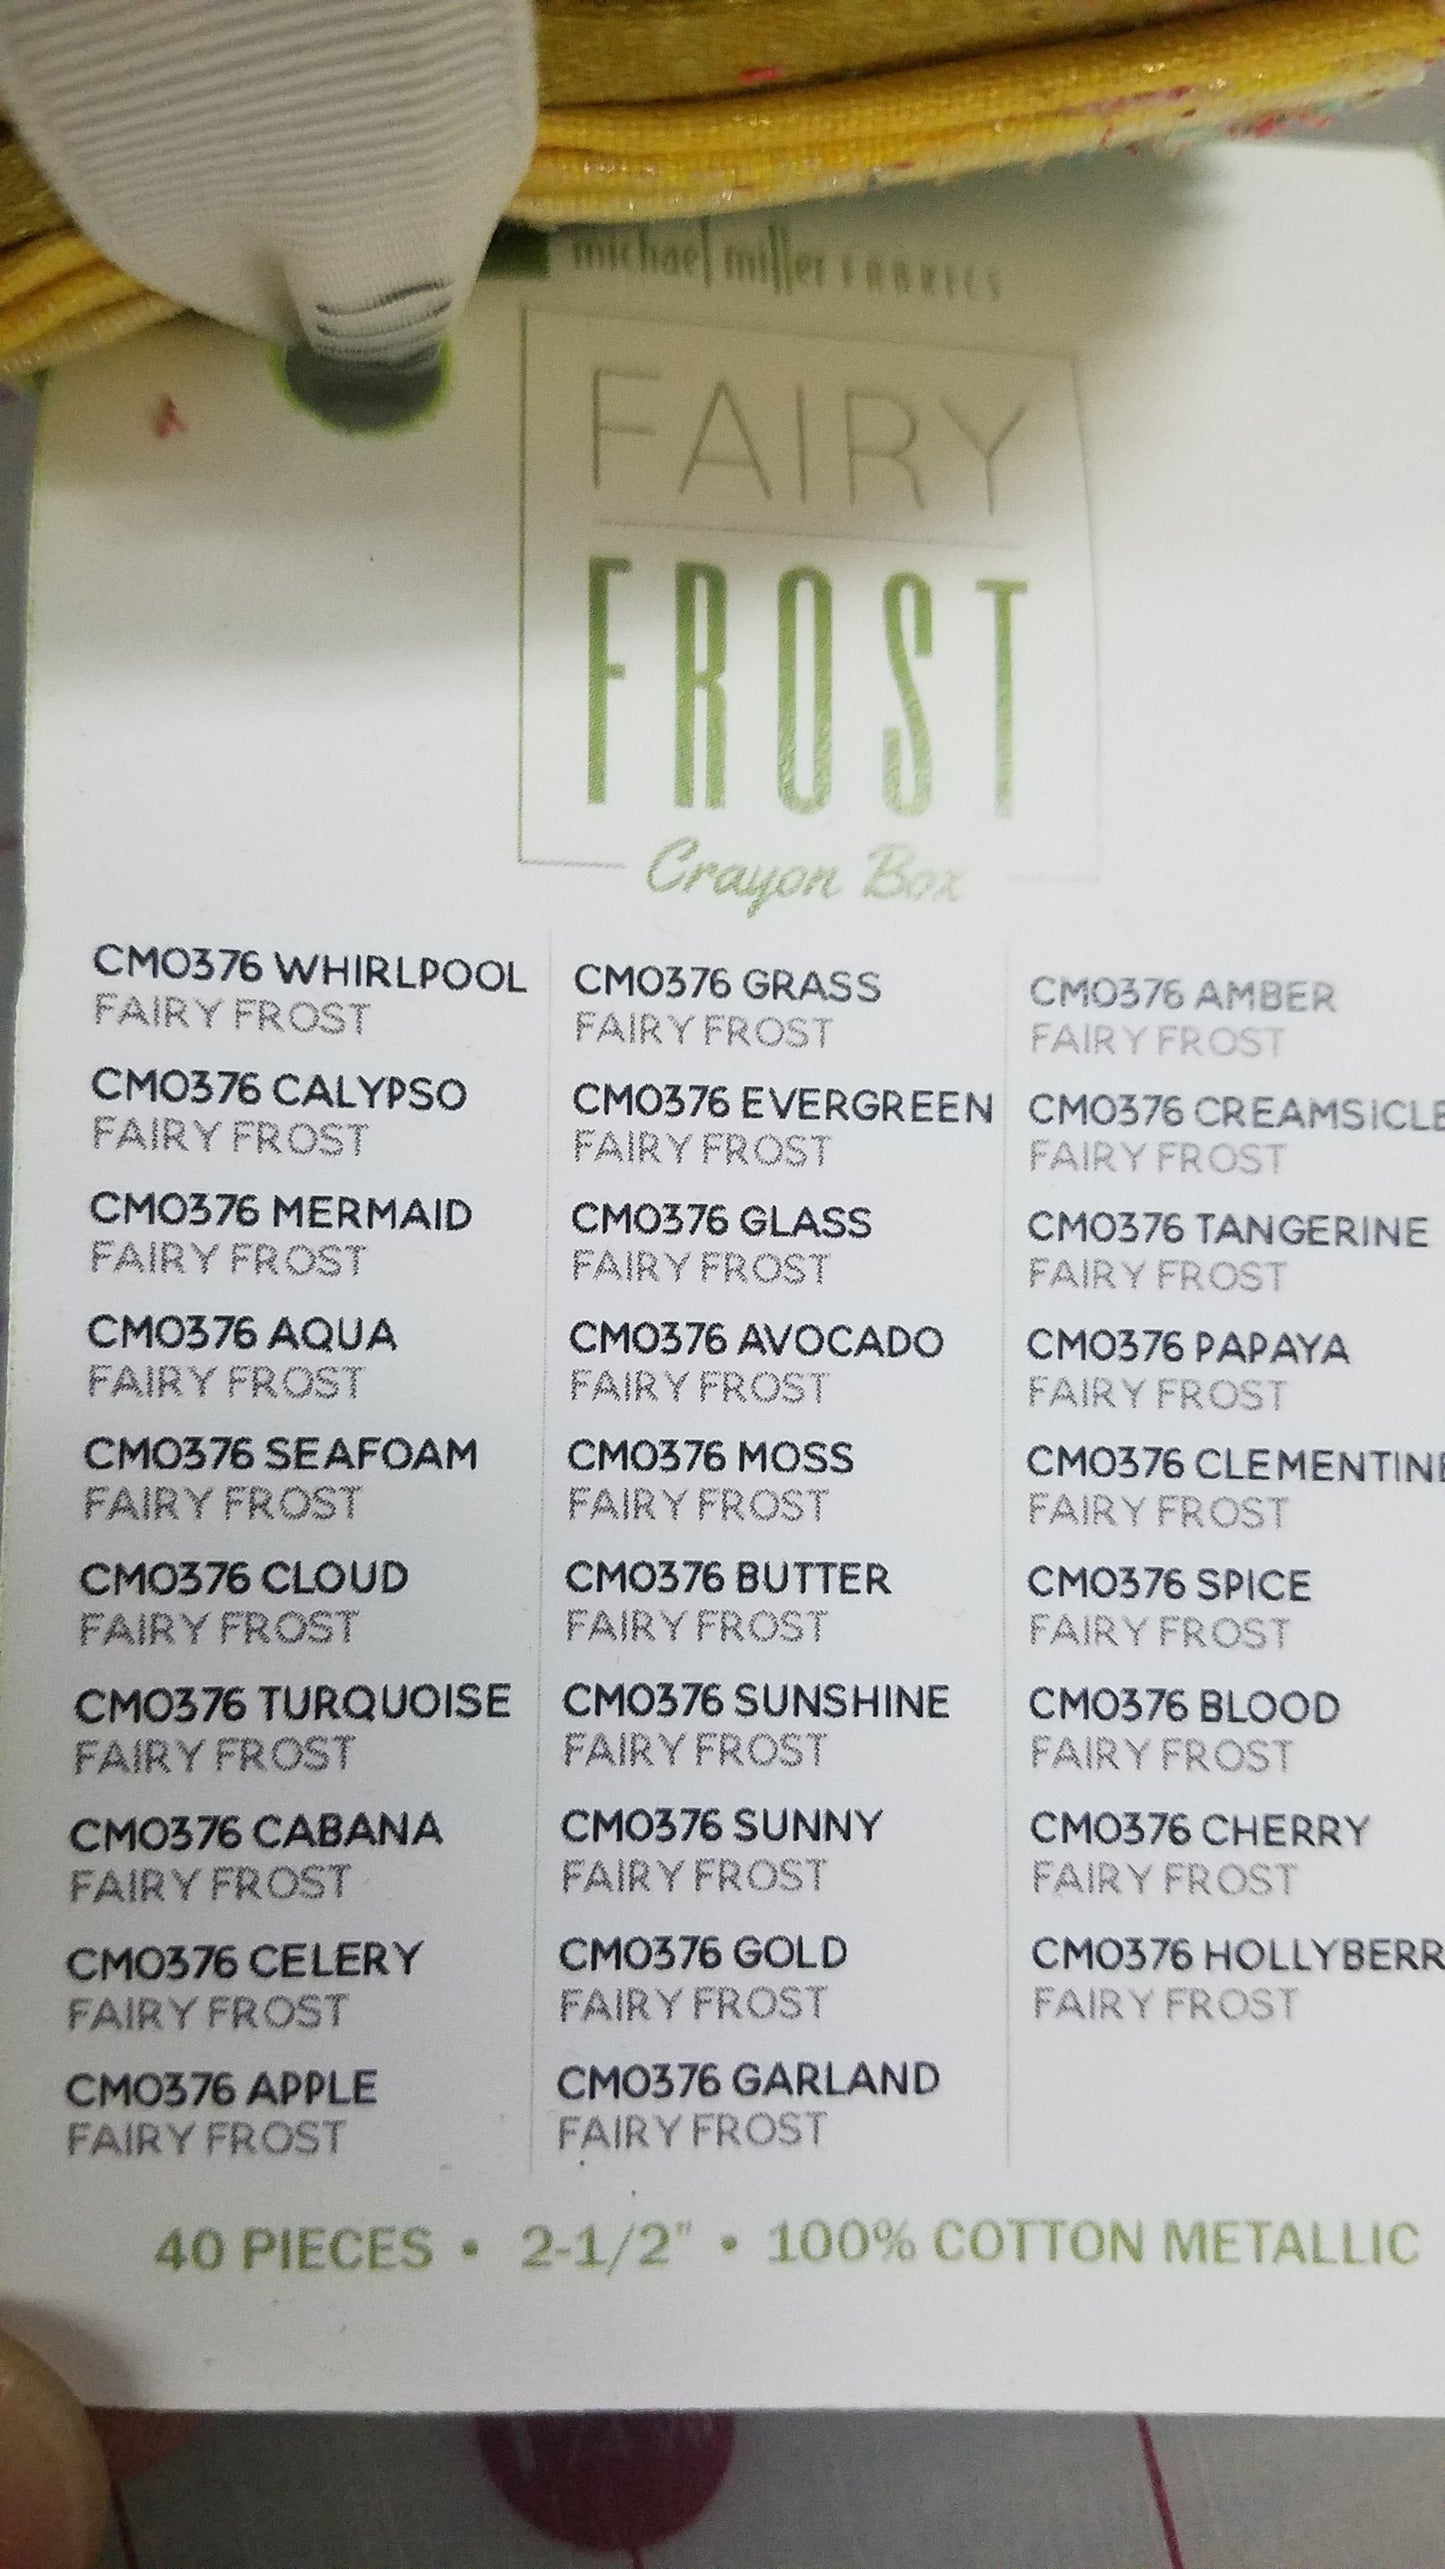 michael miller FABRICS
FAIRY
FROST
Crayon Box
CM0376 WHIRLPOOL
FAIRY FROST
CM0376 CALYPSO
FAIRY FROST
CM0376 MERMAID
FAIRY FROST
CM0376 AQUA
FAIRY FROST
CM0376 SEAFOAM
FAIRY FROST
CM0376 CLOUD
FAIRY FROST
CM0376 TURQUOISE
FAIRY FROST
CM0376 CABANA
FAIRY FROST
CM0376 CELERY
FAIRY FROST
CM0376 APPLE
FAIRY FROST
CM0376 GRASS
FAIRY FROST
CM0376 EVERGREEN
FAIRY FROST
CM0376 GLASS
FAIRY FROST
CM0376 AVOCADO
FAIRY FROST
CM0376 MOSS
FAIRY FROST
CM0376 BUTTER
FAIRY FROST
CM0376 SUNSHINE
FAIRY FROST
CM0376 SUNNY
FAIRY FROST
CM0376 GOLD
FAIRY FROST
CM0376 GARLAND
FAIRY FROST
CM0376 AMBER
FAIRY FROST
CM0376 CREAMSICLE
FAIRY FROST
CM0376 TANGERINE
FAIRY FROST
CM0376 PAPAYA
FAIRY FROST
CM0376 CLEMENTINE
FAIRY FROST
CM0376 SPICE
FAIRY FROST
CM0376 BLOOD
FAIRY FROST
CM0376 CHERRY
FAIRY FROST
CM0376 HOLLYBERR
FAIRY FROST
40 PIECES • 2-1/2" • 100% COTTON METALLIC